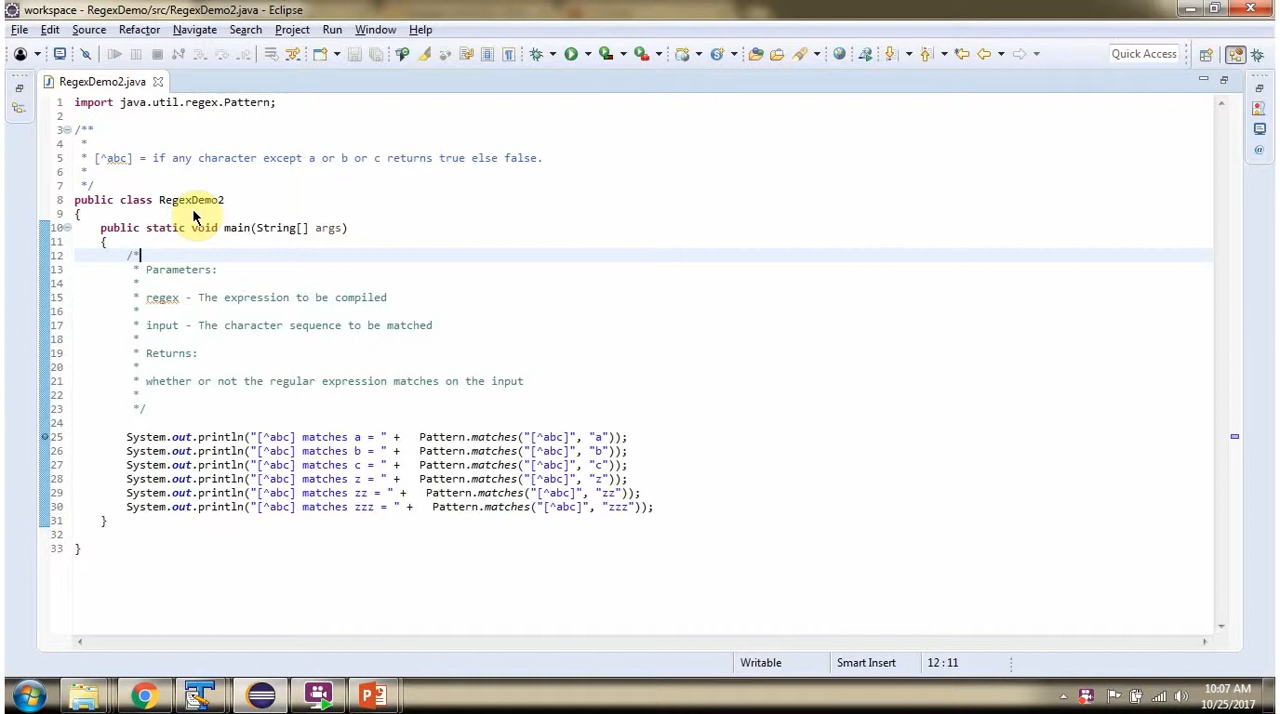 workspace - RegexDemo/src/RegexDemo2.java - Eclipse
File Edit Source Refactor Navigate Search Project Run Window Help
Quick Access
RegexDemo2.java
1 import java.util.regex.Pattern;
2
3 /**
4 *
5 * [^abc] = if any character except a or b or c returns true else false.
6 *
7 */
8 public class RegexDemo2
9 {
10 public static void main(String[] args)
11 {
12 /*
13 * Parameters:
14 *
15 * regex - The expression to be compiled
16 *
17 * input - The character sequence to be matched
18 *
19 * Returns:
20 *
21 * whether or not the regular expression matches on the input
22 *
23 */
24
25 System.out.println("[^abc] matches a = " + Pattern.matches("[^abc]", "a"));
26 System.out.println("[^abc] matches b = " + Pattern.matches("[^abc]", "b"));
27 System.out.println("[^abc] matches c = " + Pattern.matches("[^abc]", "c"));
28 System.out.println("[^abc] matches z = " + Pattern.matches("[^abc]", "z"));
29 System.out.println("[^abc] matches zz = " + Pattern.matches("[^abc]", "zz"));
30 System.out.println("[^abc] matches zzz = " + Pattern.matches("[^abc]", "zzz"));
31 }
32
33 }
Writable Smart Insert 12 : 11
10:07 AM
10/25/2017